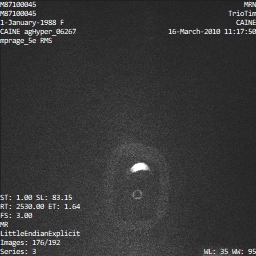 M87100045
MRN
M87100045
TrioTim
1-January-1988 F
CAINE
CAINE agHyper_06267
16-March-2010 11:17:50
mprage_5e RMS
ST: 1.00 SL: 83.15
RT: 2530.00 ET: 1.64
FS: 3.00
MR
LittleEndianExplicit
Images: 176/192
Series: 3
WL: 35 WW: 95